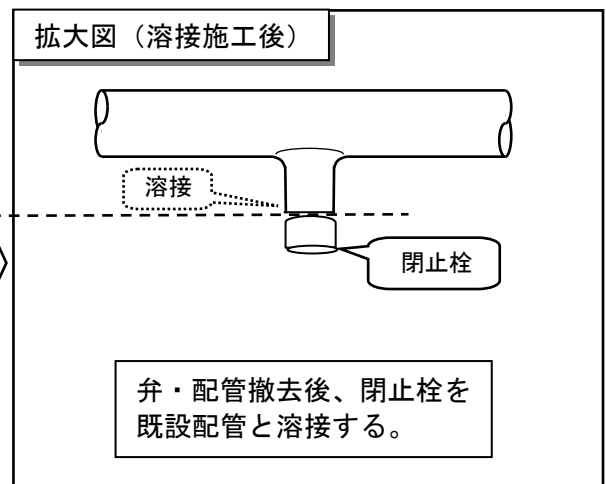 拡大図（溶接施工後）
溶接
閉止栓
弁・配管撤去後、閉止栓を
既設配管と溶接する。